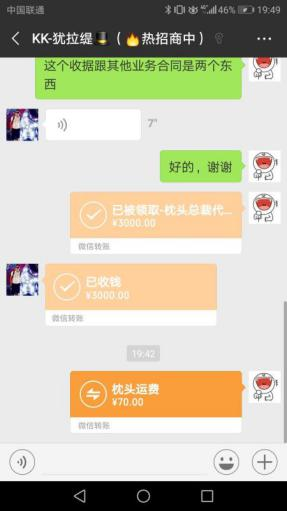 中国联通 46% 19:49
KK-犹拉缇🎩（🔥热招商中）
这个收据跟其他业务合同是两个东
西
7"
好的，谢谢
已被领取-枕头总裁代...
¥3000.00
微信转账
已收钱
¥3000.00
微信转账
19:42
枕头运费
¥70.00
微信转账